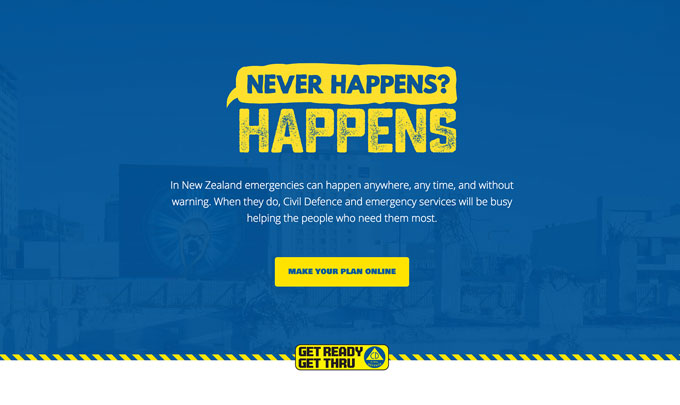 NEVER HAPPENS?
HAPPENS
In New Zealand emergencies can happen anywhere, any time, and without
warning. When they do, Civil Defence and emergency services will be busy
helping the people who need them most.
MAKE YOUR PLAN ONLINE
GET READY
GET THRU